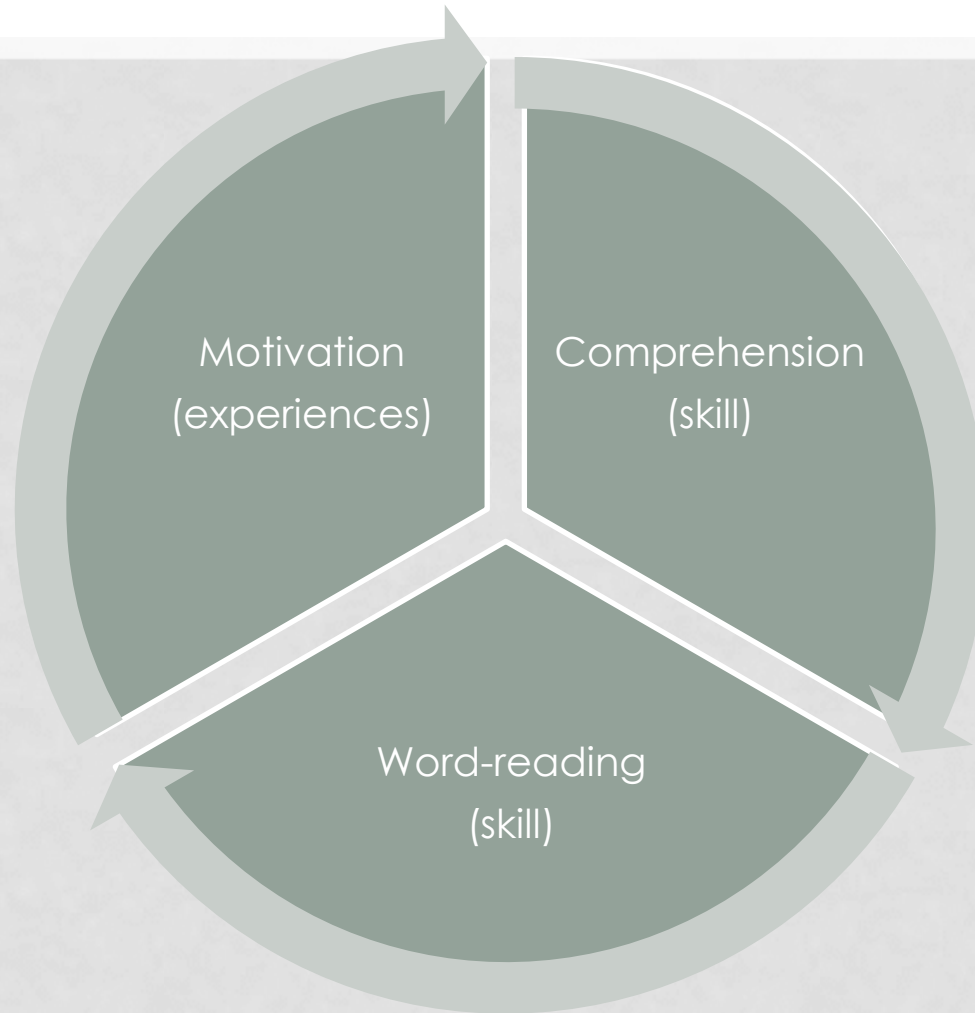 Motivation
(experiences)
Comprehension
(skill)
Word-reading
(skill)